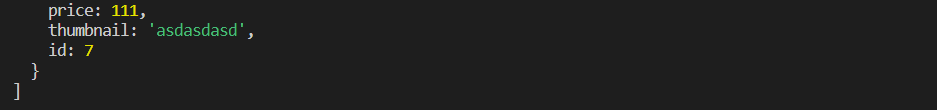 price: 111,
thumbnail: 'asdasdasd',
id: 7
}
]